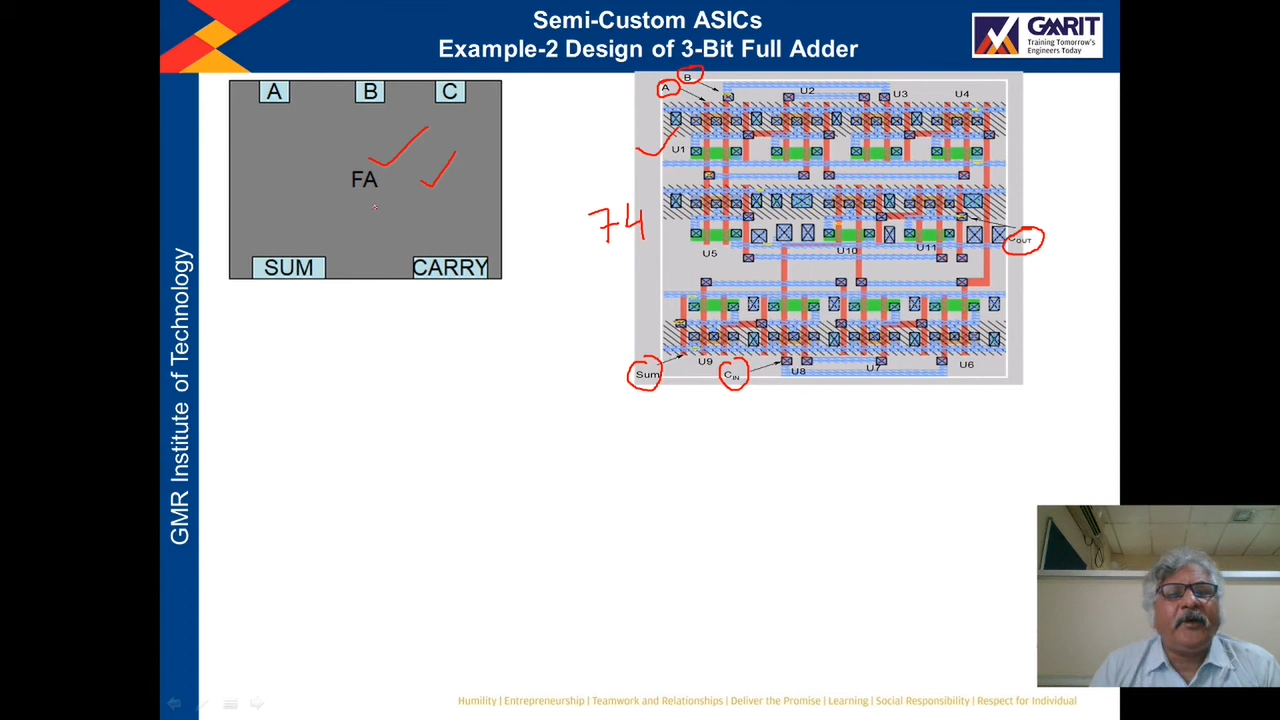 Semi-Custom ASICs
Example-2 Design of 3-Bit Full Adder
GMRIT
Training Tomorrow's
Engineers Today
GMR Institute of Technology
A B C
FA
SUM CARRY
A B
U2 U3 U4
U1
74
OUT
U5 U10 U11
U9 U8 U7 U6
Sum CIN
Humility | Entrepreneurship | Teamwork and Relationships | Deliver the Promise | Learning | Social Responsibility | Respect for Individual